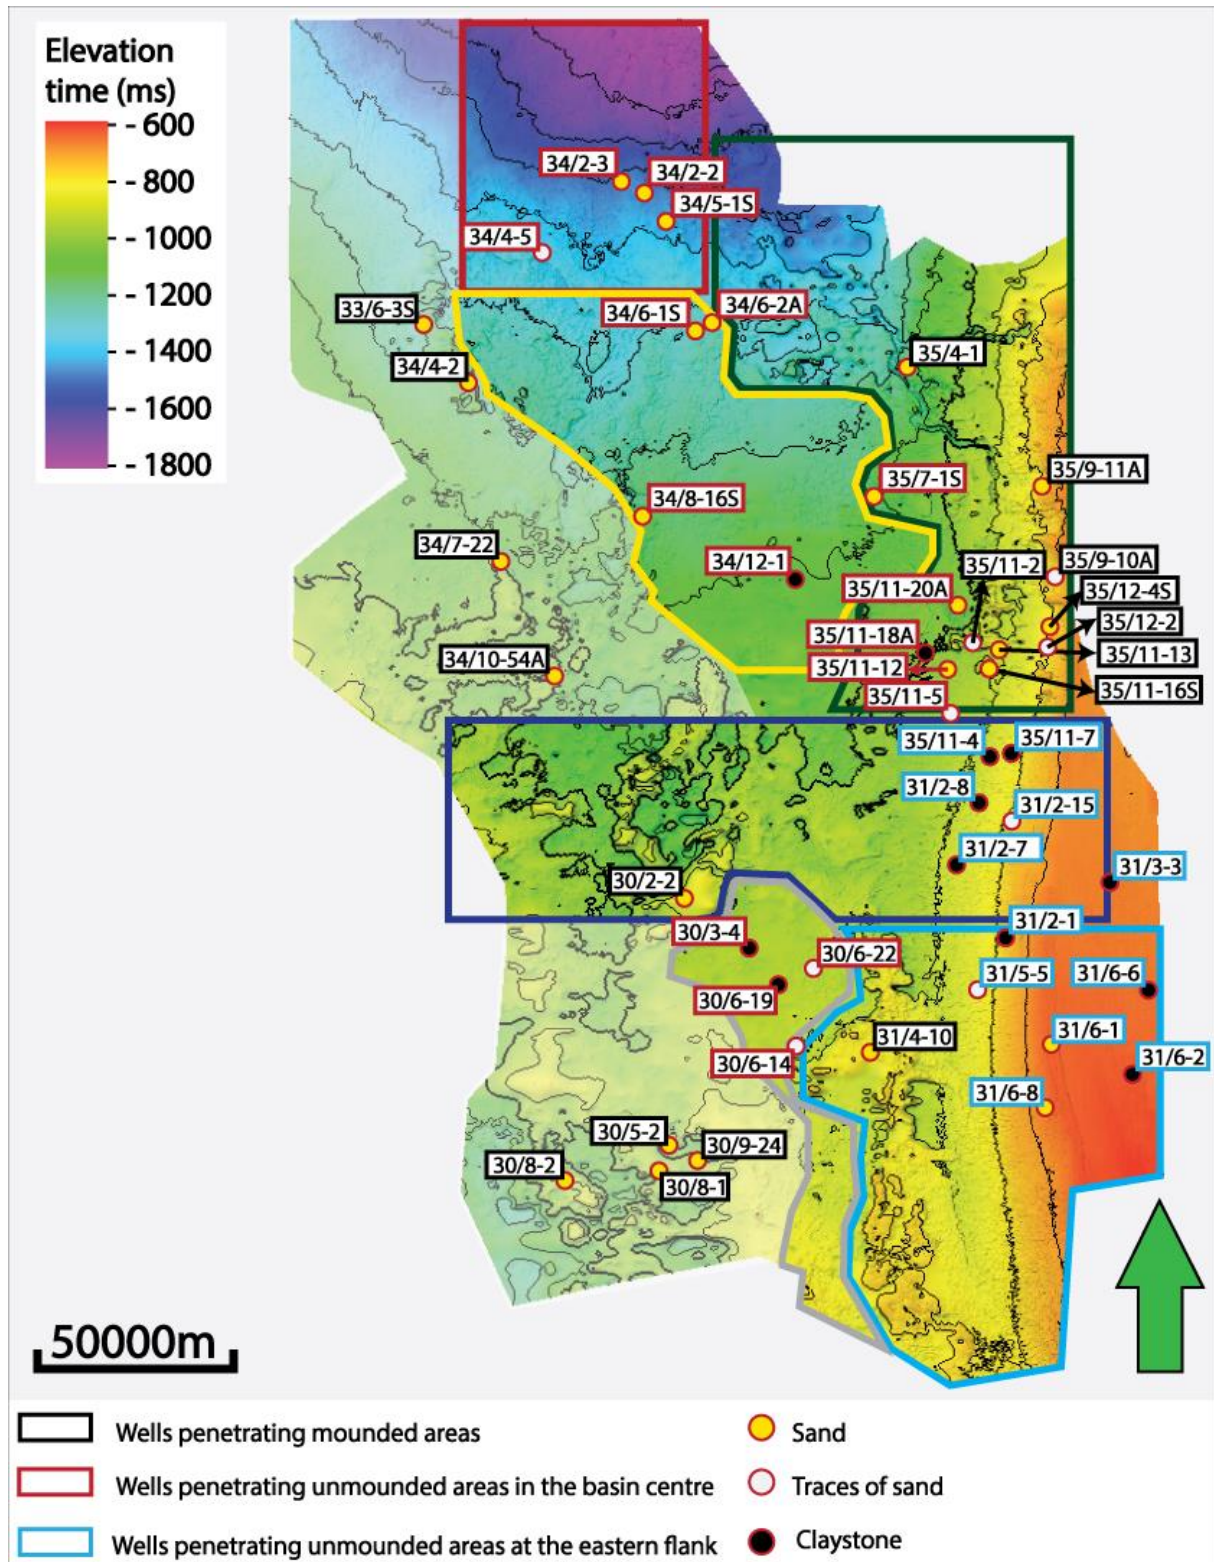 Elevation
time (ms)
- 600
- 800
- 1000
- 1200
- 1400
- 1600
- 1800
34/2-3
34/2-2
34/5-1S
34/4-5
33/6-3S
34/6-1S
34/6-2A
34/4-2
35/4-1
35/9-11A
35/7-1S
34/8-16S
34/7-22
34/12-1
35/11-2
35/9-10A
35/11-20A
35/12-4S
35/12-2
35/11-18A
35/11-13
34/10-54A
35/11-12
35/11-16S
35/11-5
35/11-4
35/11-7
31/2-8
31/2-15
31/2-7
31/3-3
30/2-2
31/2-1
30/3-4
30/6-22
31/5-5
31/6-6
30/6-19
31/6-1
31/4-10
30/6-14
31/6-2
31/6-8
30/5-2
30/9-24
30/8-2
30/8-1
50000m
Wells penetrating mounded areas
Sand
Wells penetrating unmounded areas in the basin centre
Traces of sand
Wells penetrating unmounded areas at the eastern flank
Claystone